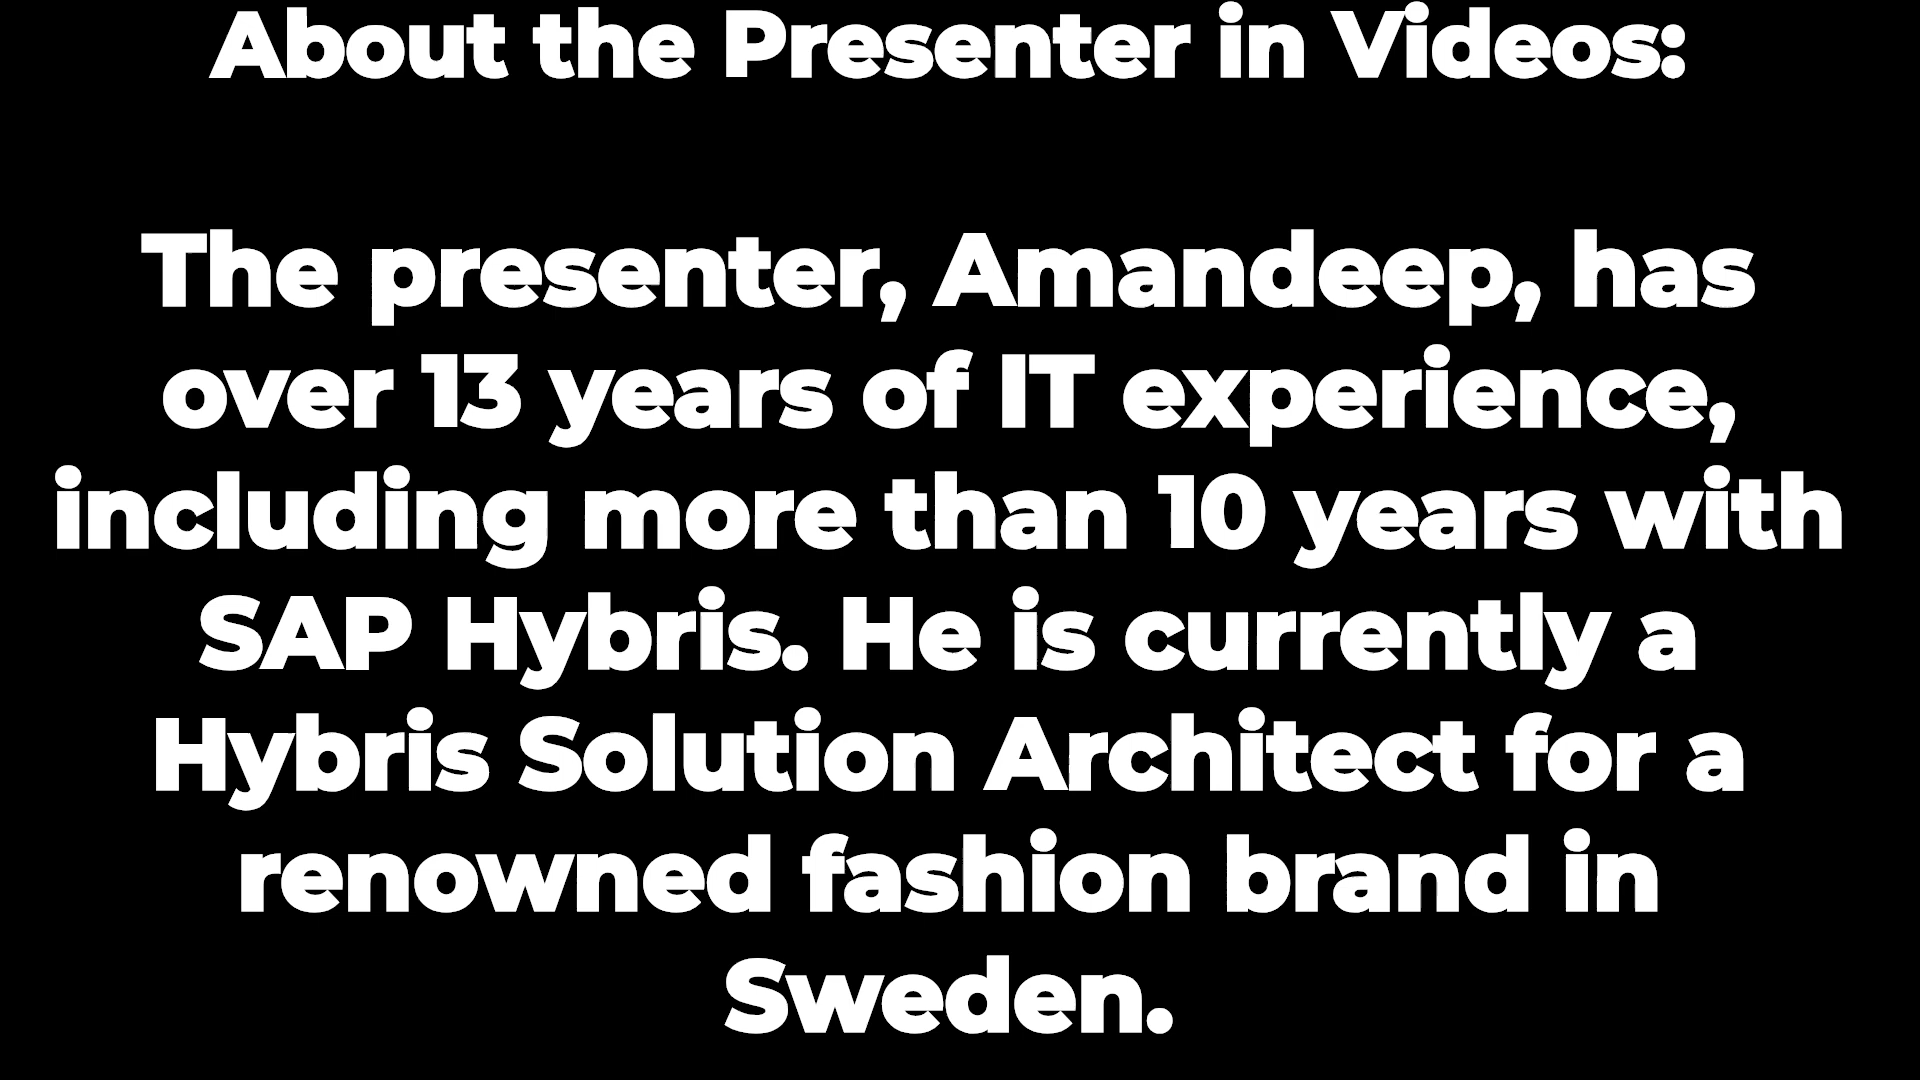 About the Presenter in Videos:
The presenter, Amandeep, has
over 13 years of IT experience,
including more than 10 years with
SAP Hybris. He is currently a
Hybris Solution Architect for a
renowned fashion brand in
Sweden.